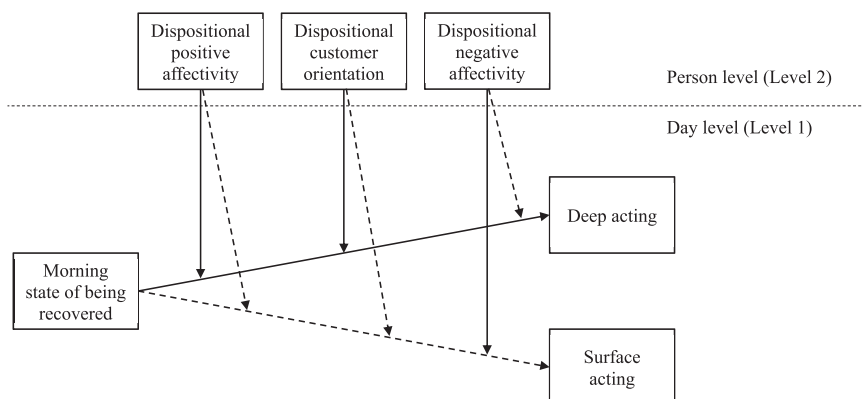 Dispositional
positive
affectivity
Dispositional
customer
orientation
Dispositional
negative
affectivity
Person level (Level 2)
Day level (Level 1)
Deep acting
Morning
state of being
recovered
Surface
acting